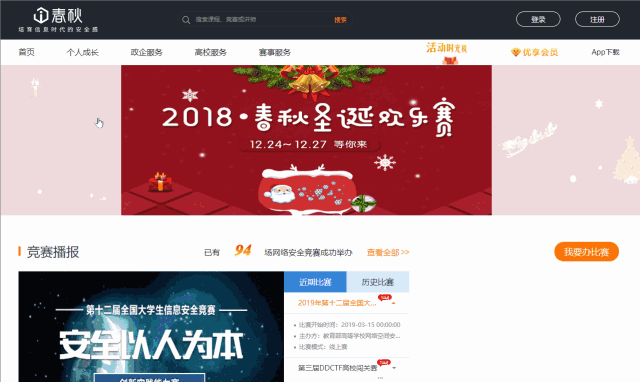 春秋
培育信息时代的安全感
搜索课程、竞赛或讲师
搜索
登录
注册
首页
个人成长
政企服务
高校服务
赛事服务
活动时光机
优享会员
App下载
2018·春秋圣诞欢乐赛
12.24~12.27 等你来
竞赛播报
已有 94 场网络安全竞赛成功举办
查看全部 >>
我要办比赛
第十二届全国大学生信息安全竞赛
安全以人为本
创新实践能力赛
近期比赛
历史比赛
2019年第十二届全国大...
比赛开始时间：2019-03-15 00:00:00
主办方：教育部高等学校网络空间安...
比赛模式：线上赛
第三届DDCTF高校闯关赛
...